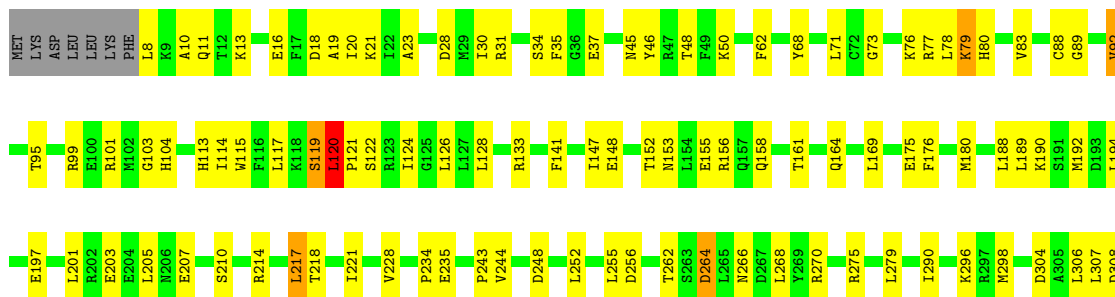 MET LYS ASP LEU LEU LYS PHE L8 K9 A10 Q11 T12 K13 E16 F17 D18 A19 I20 K21 I22 A23 D28 M29 I30 R31 S34 F35 G36 E37 N45 Y46 R47 T48 F49 K50 F62 Y68 L71 C72 G73 K76 R77 L78 K79 H80 V83 C88 G89 V92
T95 R99 E100 R101 M102 G103 H104 H113 I114 W115 F116 L117 K118 S119 L120 P121 S122 R123 I124 G125 L126 L127 L128 R133 F141 I147 E148 T152 N153 L154 E155 R156 Q157 Q158 T161 Q164 L169 E175 F176 M180 L188 L189 K190 S191 M192 D193 L194
E197 L201 R202 E203 E204 L205 N206 E207 S210 R214 L217 T218 I221 V228 P234 E235 P243 V244 D248 L252 L255 D256 T262 S263 D264 L265 N266 D267 L268 Y269 R270 R275 L279 I290 K296 R297 M298 D304 A305 L306 L307 D308